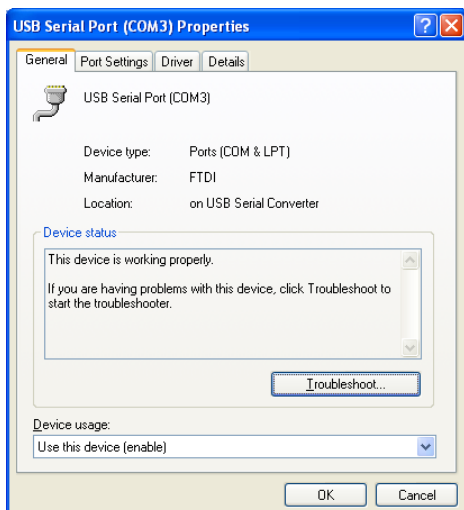 USB Serial Port (COM3) Properties
General Port Settings Driver Details
USB Serial Port (COM3)
Device type: Ports (COM & LPT)
Manufacturer: FTDI
Location: on USB Serial Converter
Device status
This device is working properly.
If you are having problems with this device, click Troubleshoot to
start the troubleshooter.
Troubleshoot...
Device usage:
Use this device (enable)
OK Cancel